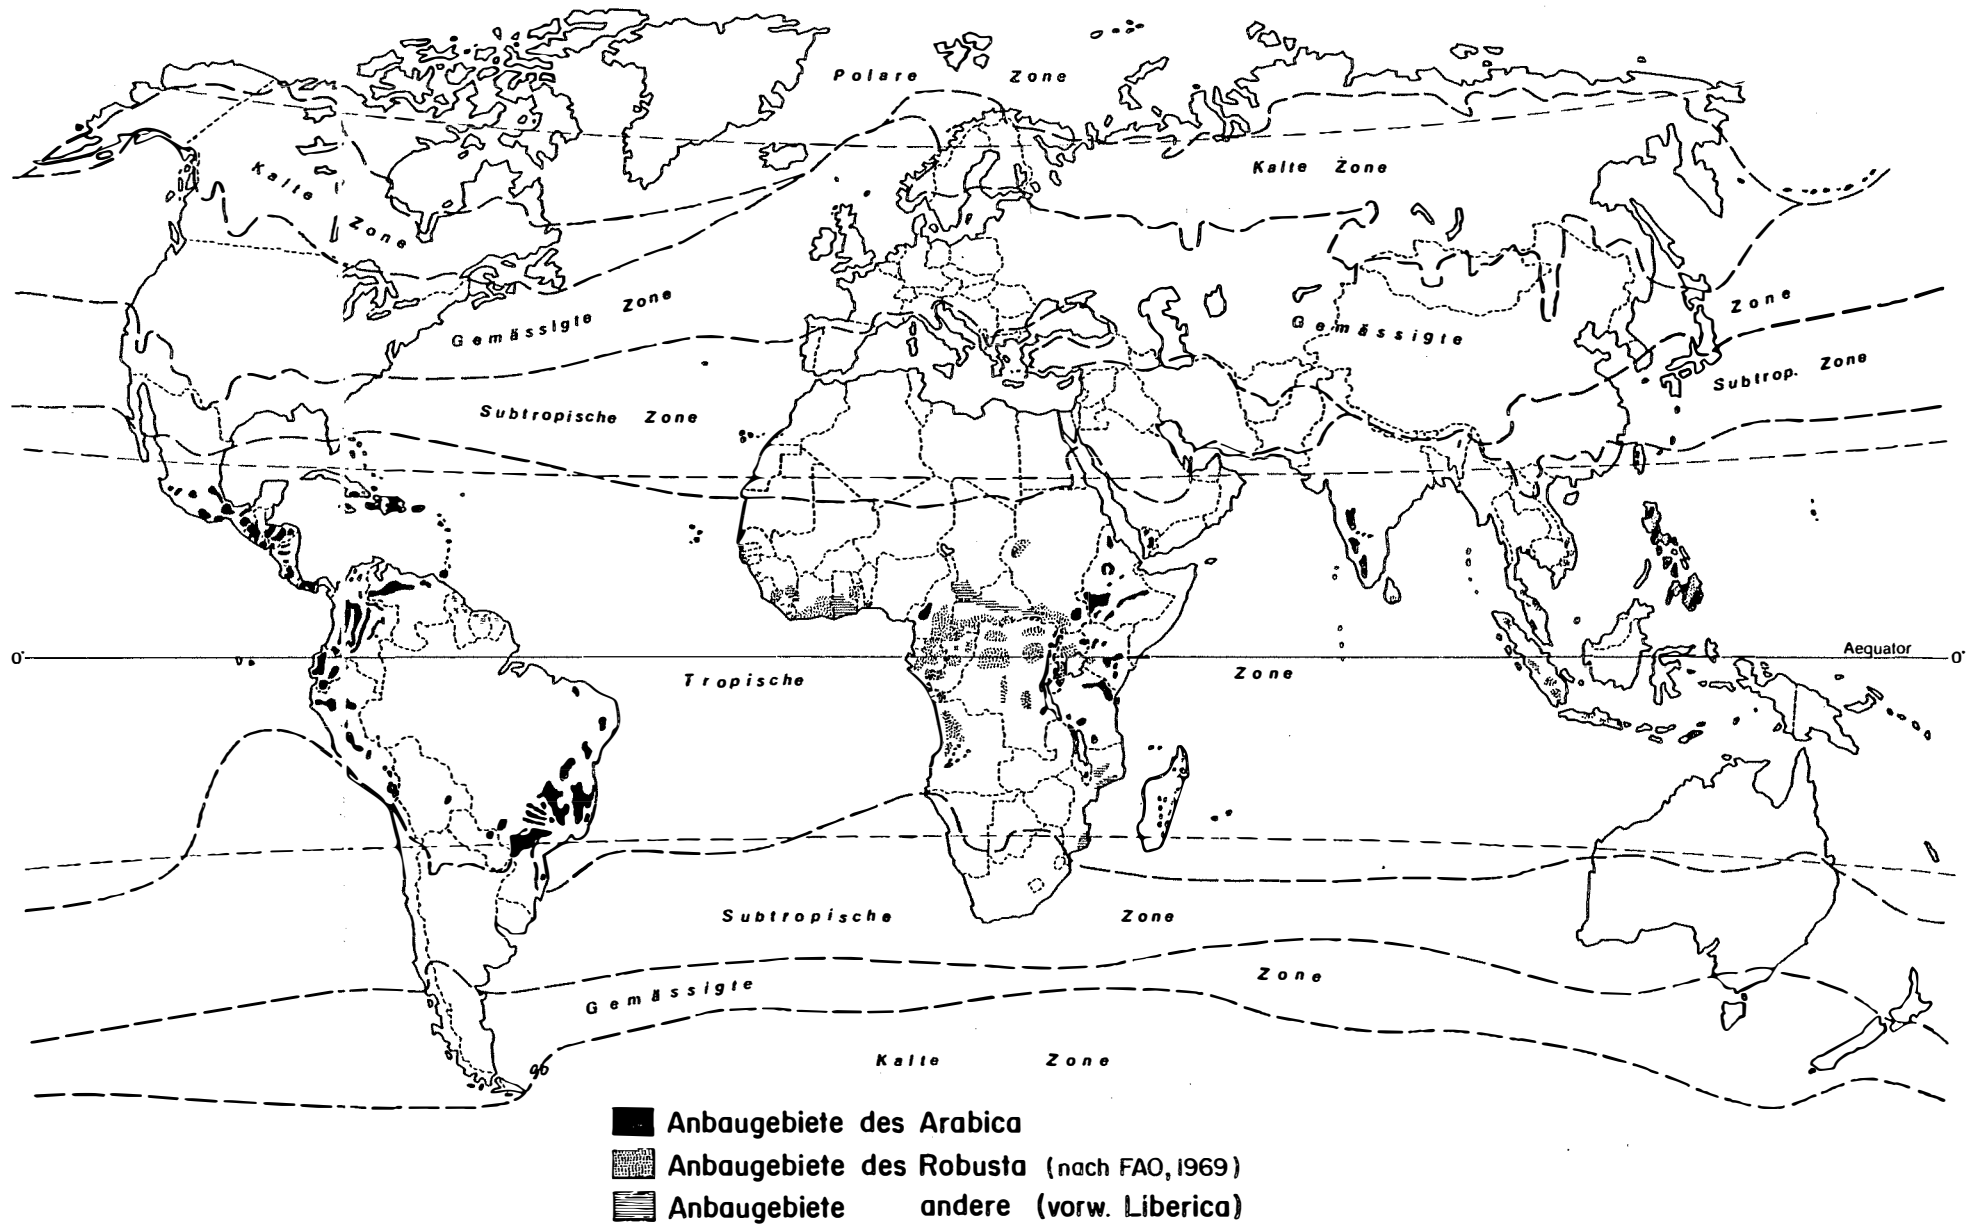 Polare Zone
Kalte Zone
Kalte Zone
Gemässigte Zone
Gemässigte Zone
Subtropische Zone
Subtrop. Zone
0°
Aequator
0°
Tropische Zone
Subtropische Zone
Gemässigte Zone
Kalte Zone
Anbaugebiete des Arabica
Anbaugebiete des Robusta (nach FAO, 1969)
Anbaugebiete andere (vorw. Liberica)